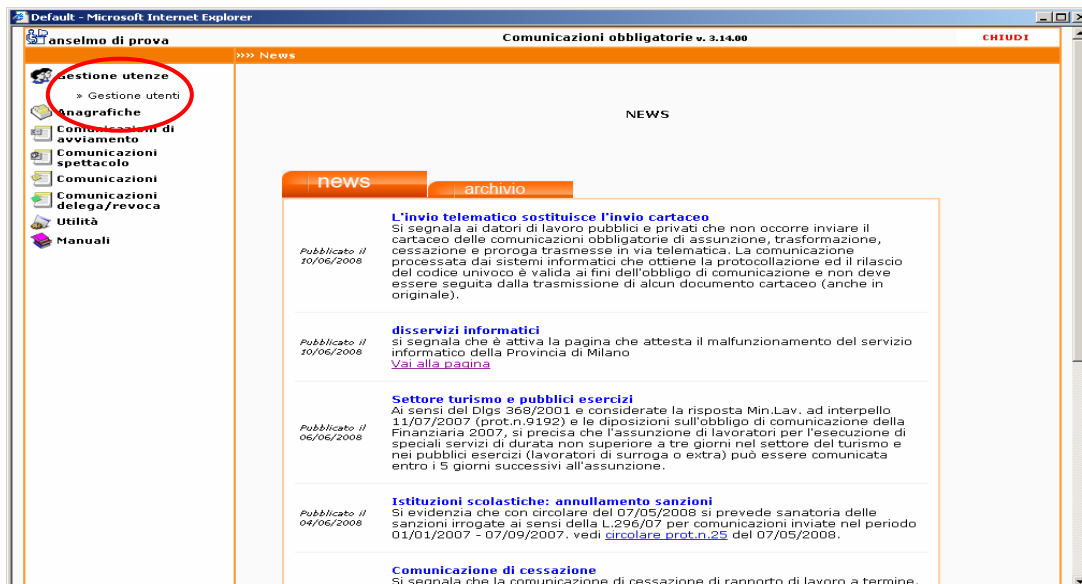 Default - Microsoft Internet Explorer
anselmo di prova
Comunicazioni obbligatorie v. 3.14.00
CHIUDI
»»» News
Gestione utenze
» Gestione utenti
Anagrafiche
Comunicazioni di
avviamento
Comunicazioni
spettacolo
Comunicazioni
Comunicazioni
delega/revoca
Utilità
Manuali
NEWS
news
archivio
Pubblicato il
10/06/2008
L'invio telematico sostituisce l'invio cartaceo
Si segnala ai datori di lavoro pubblici e privati che non occorre inviare il
cartaceo delle comunicazioni obbligatorie di assunzione, trasformazione,
cessazione e proroga trasmesse in via telematica. La comunicazione
processata dai sistemi informatici che ottiene la protocollazione ed il rilascio
del codice univoco è valida ai fini dell'obbligo di comunicazione e non deve
essere seguita dalla trasmissione di alcun documento cartaceo (anche in
originale).
Pubblicato il
10/06/2008
disservizi informatici
si segnala che è attiva la pagina che attesta il malfunzionamento del servizio
informatico della Provincia di Milano
Vai alla pagina
Pubblicato il
06/06/2008
Settore turismo e pubblici esercizi
Ai sensi del Dlgs 368/2001 e considerate la risposta Min.Lav. ad interpello
11/07/2007 (prot.n.9192) e le diposizioni sull'obbligo di comunicazione della
Finanziaria 2007, si precisa che l'assunzione di lavoratori per l'esecuzione di
speciali servizi di durata non superiore a tre giorni nel settore del turismo e
nei pubblici esercizi (lavoratori di surroga o extra) può essere comunicata
entro i 5 giorni successivi all'assunzione.
Pubblicato il
04/06/2008
Istituzioni scolastiche: annullamento sanzioni
Si evidenzia che con circolare del 07/05/2008 si prevede sanatoria delle
sanzioni irrogate ai sensi della L.296/07 per comunicazioni inviate nel periodo
01/01/2007 - 07/09/2007. vedi circolare prot.n.25 del 07/05/2008.
Comunicazione di cessazione
Si segnala che la comunicazione di cessazione di rapporto di lavoro a termine,